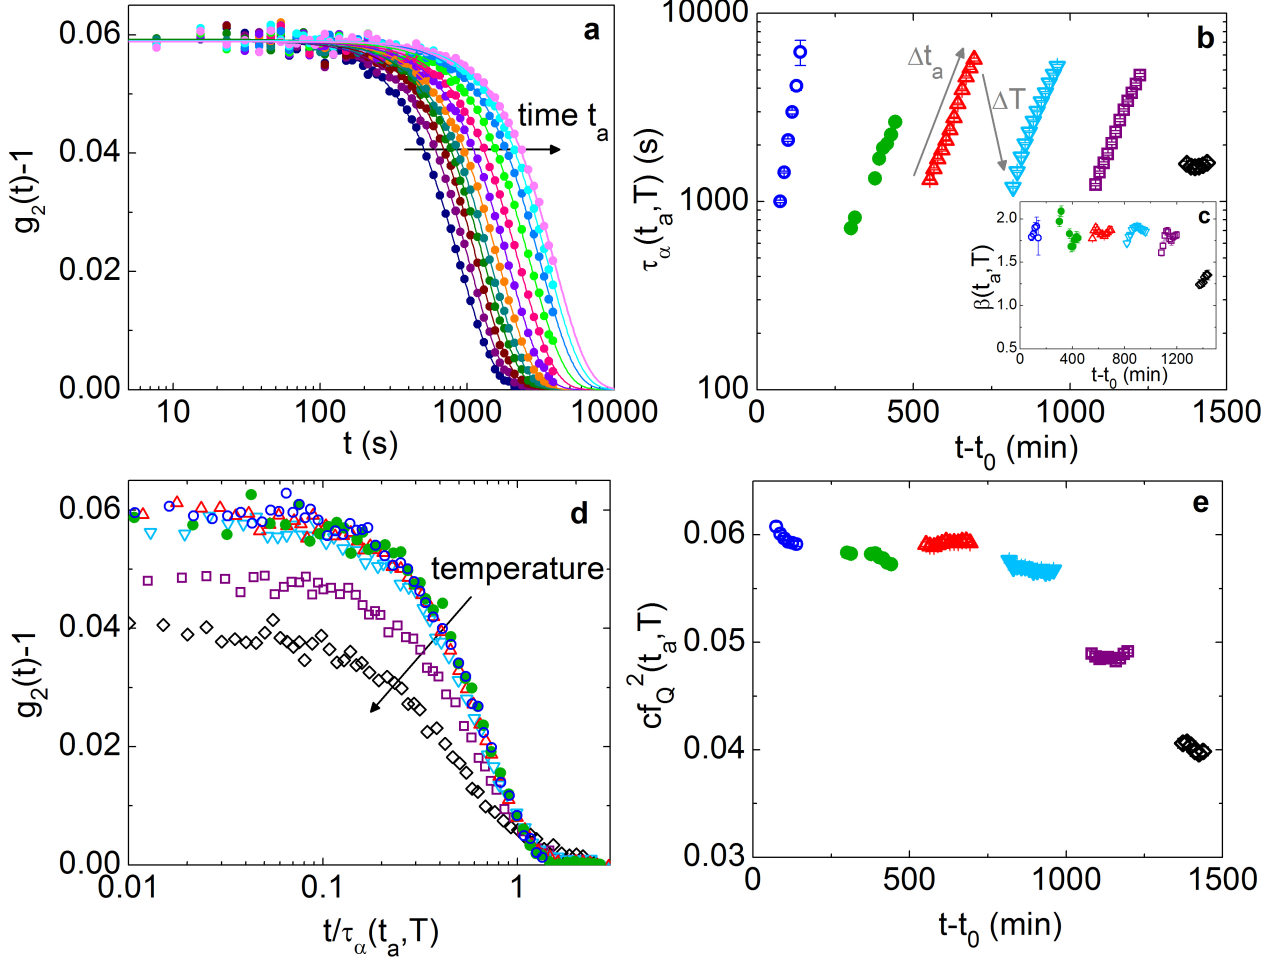 a
0.06
0.04
0.02
0.00
g2(t)-1
time ta
10
100
1000
10000
t (s)
b
10000
1000
100
τα(ta,T) (s)
Δta
ΔT
0
500
1000
1500
t-t0 (min)
c
2.0
1.5
1.0
0.5
β(ta,T)
0
400
800
1200
t-t0 (min)
d
0.06
0.04
0.02
0.00
g2(t)-1
temperature
0.01
0.1
1
t/τα(ta,T)
e
0.06
0.05
0.04
0.03
cfQ2(ta,T)
0
500
1000
1500
t-t0 (min)